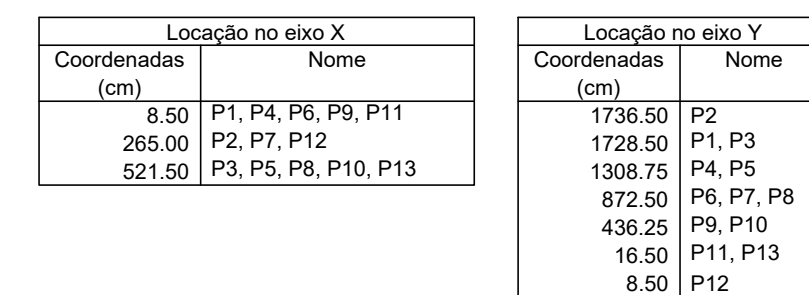 Locação no eixo X
Coordenadas Nome
(cm)
8.50 P1, P4, P6, P9, P11
265.00 P2, P7, P12
521.50 P3, P5, P8, P10, P13
Locação no eixo Y
Coordenadas Nome
(cm)
1736.50 P2
1728.50 P1, P3
1308.75 P4, P5
872.50 P6, P7, P8
436.25 P9, P10
16.50 P11, P13
8.50 P12